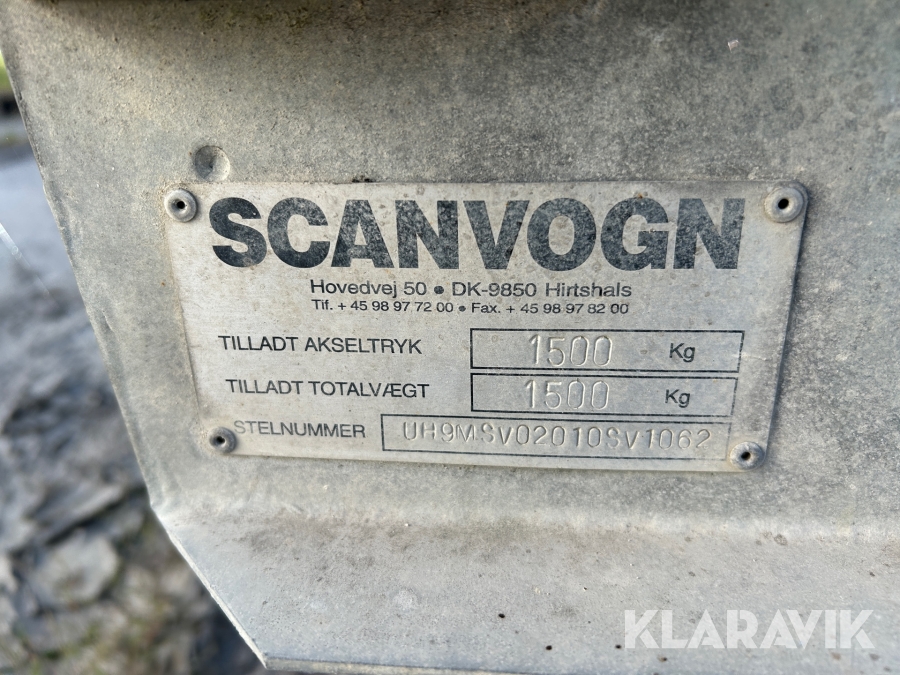 SCANVOGN
Hovedvej 50 • DK-9850 Hirtshals
Tlf. + 45 98 97 72 00 • Fax. + 45 98 97 82 00
TILLADT AKSELTRYK 1500 Kg
TILLADT TOTALVÆGT 1500 Kg
STELNUMMER UH9MSV02010SV1062
KLARAVIK